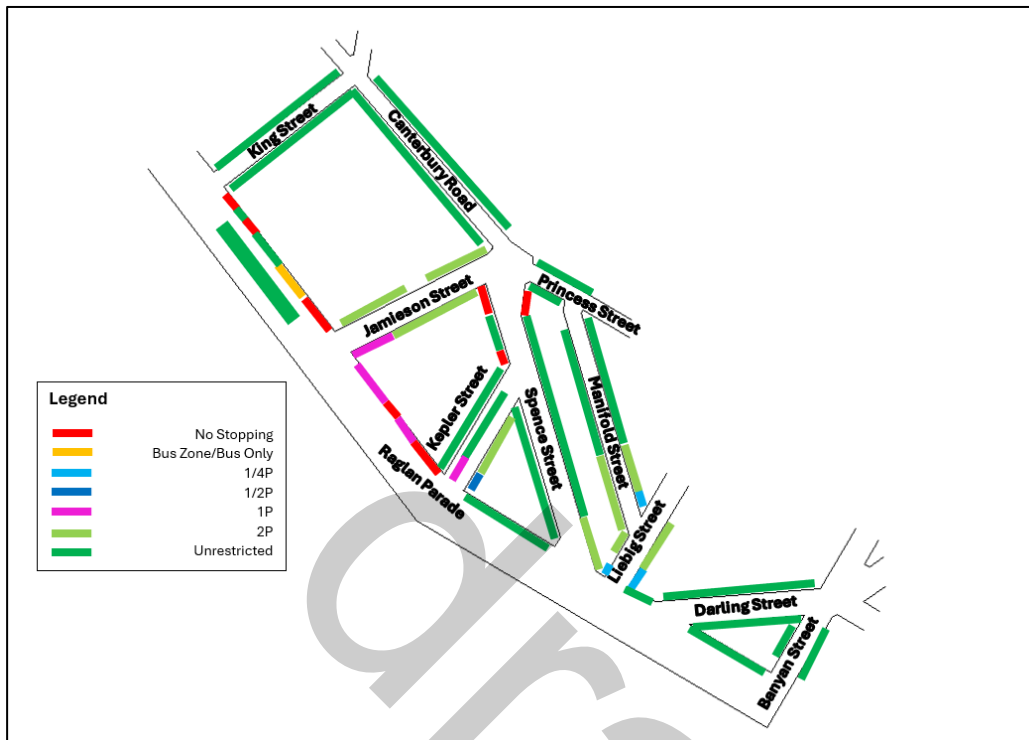 King Street
Canterbury Road
Princess Street
Jamieson Street
Kepler Street
Spence Street
Manifold Street
Raglan Parade
Liebig Street
Darling Street
Banyan Street
Legend
No Stopping
Bus Zone/Bus Only
1/4P
1/2P
1P
2P
Unrestricted